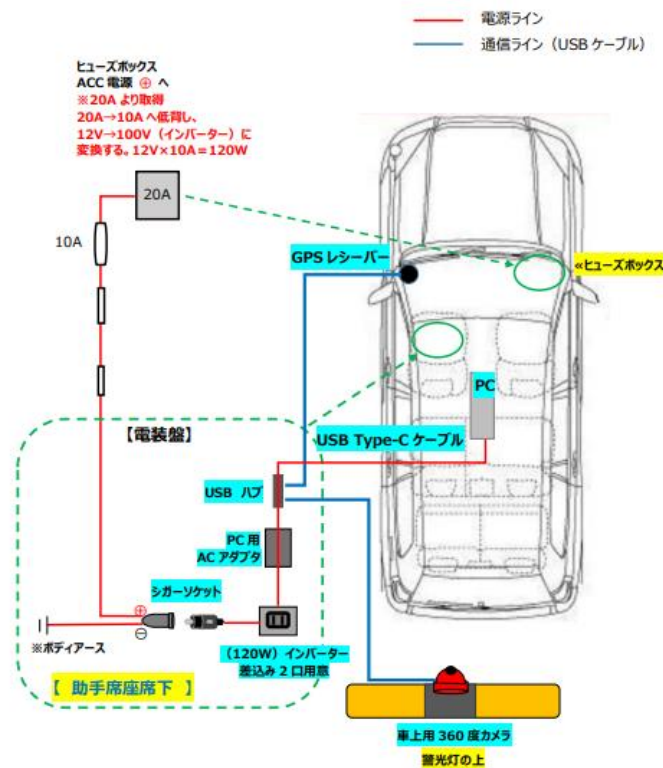 電源ライン
通信ライン（USB ケーブル）
ヒューズボックス
ACC 電源 ⊕ へ
※20A より取得
20A→10A へ低背し、
12V→100V（インバーター）に
変換する。12V×10A＝120W
20A
10A
GPS レシーバー
«ヒューズボックス
PC
【電装盤】
USB Type-C ケーブル
USB ハブ
PC 用
AC アダプタ
シガーソケット
⊕
⊖
※ボディアース
（120W）インバーター
差込み 2 口用意
【 助手席座席下 】
車上用 360 度カメラ
警光灯の上